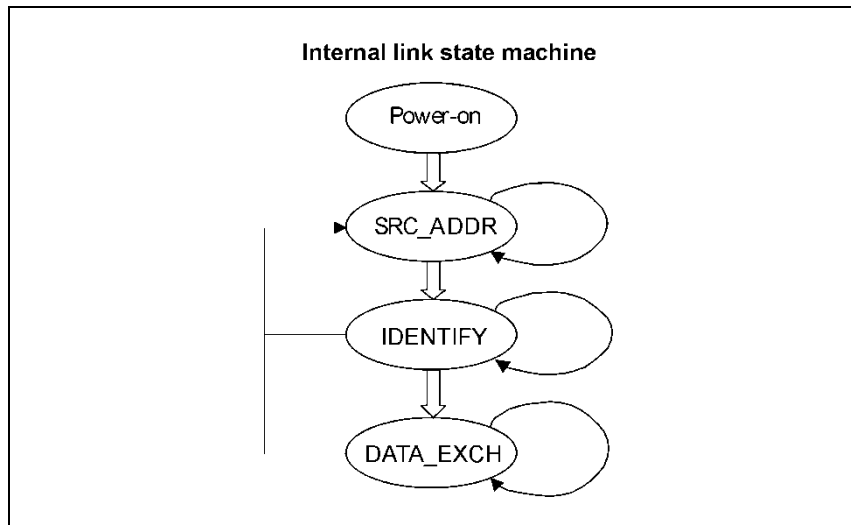 Internal link state machine
Power-on
SRC_ADDR
IDENTIFY
DATA_EXCH